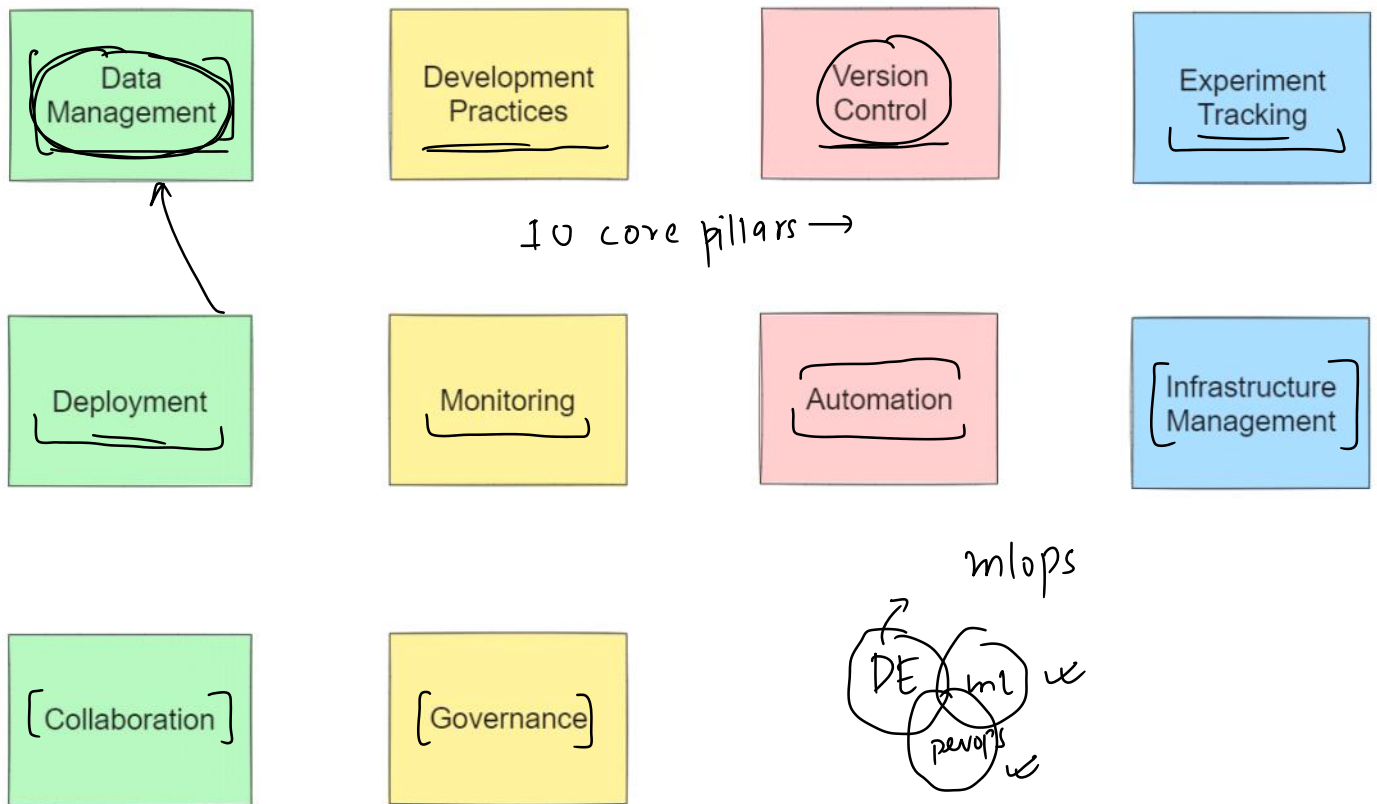 Data
Management
Development
Practices
Version
Control
Experiment
Tracking
10 core pillars →
Deployment
Monitoring
Automation
Infrastructure
Management
mlops
DE
ml
Devops
Collaboration
Governance